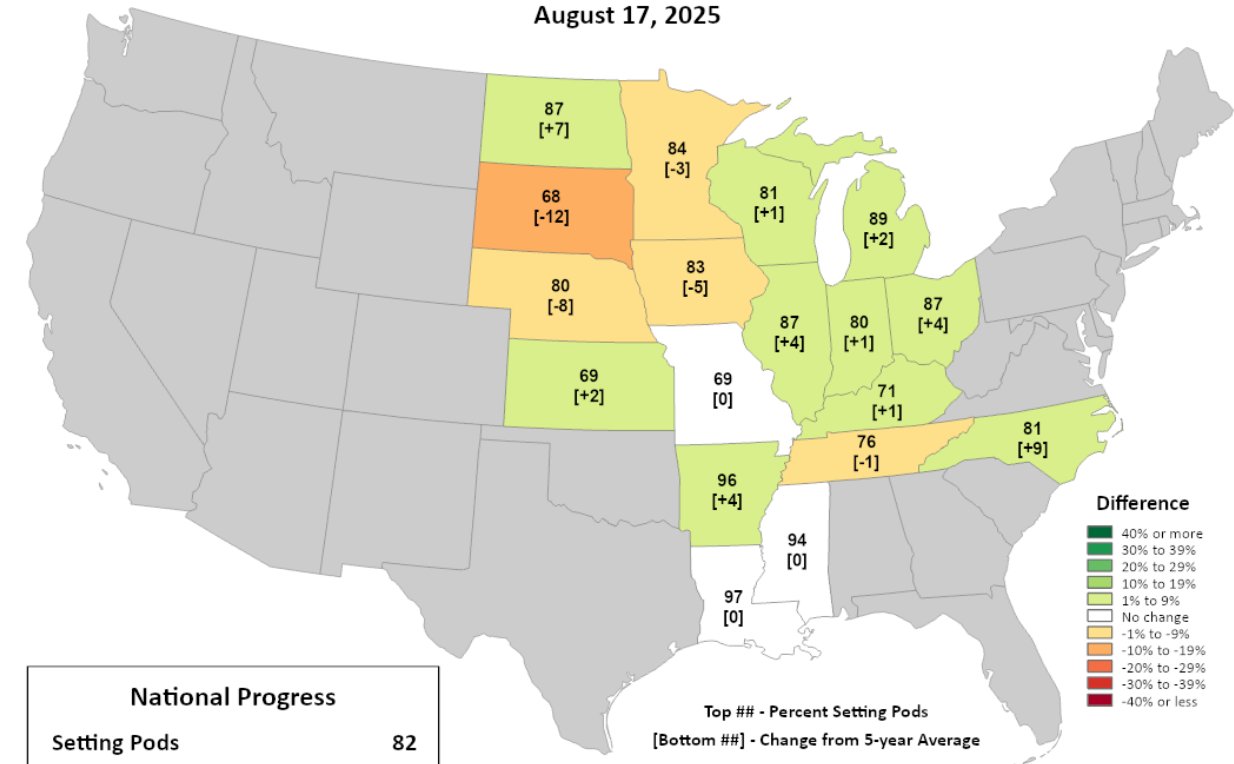 August 17, 2025
87
[+7]
84
[-3]
68
[-12]
81
[+1]
89
[+2]
83
[-5]
80
[-8]
87
[+4]
80
[+1]
87
[+4]
69
[+2]
69
[0]
71
[+1]
76
[-1]
81
[+9]
96
[+4]
94
[0]
97
[0]
Difference
40% or more
30% to 39%
20% to 29%
10% to 19%
1% to 9%
No change
-1% to -9%
-10% to -19%
-20% to -29%
-30% to -39%
-40% or less
National Progress
Setting Pods 82
Top ## - Percent Setting Pods
[Bottom ##] - Change from 5-year Average